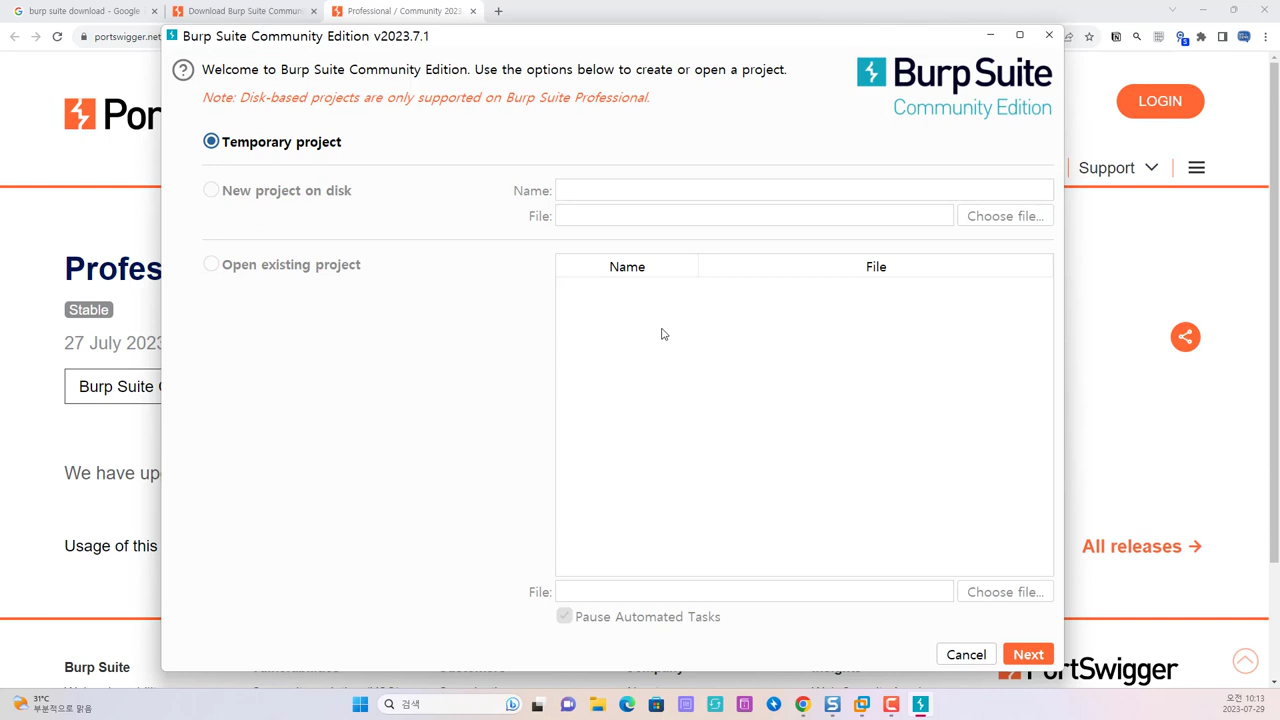 burp suite download - Google
Download Burp Suite Commun
Professional / Community 2023
portswigger.net
Burp Suite Community Edition v2023.7.1
Welcome to Burp Suite Community Edition. Use the options below to create or open a project.
Note: Disk-based projects are only supported on Burp Suite Professional.
Burp Suite
Community Edition
LOGIN
Por
Support
Temporary project
New project on disk
Name:
File:
Choose file...
Open existing project
Name File
Profes
Stable
27 July 2023
Burp Suite C
We have up
Usage of this
All releases →
File:
Choose file...
Pause Automated Tasks
Cancel
Next
Burp Suite
PortSwigger
31°C
부분적으로 맑음
검색
오전 10:13
2023-07-29